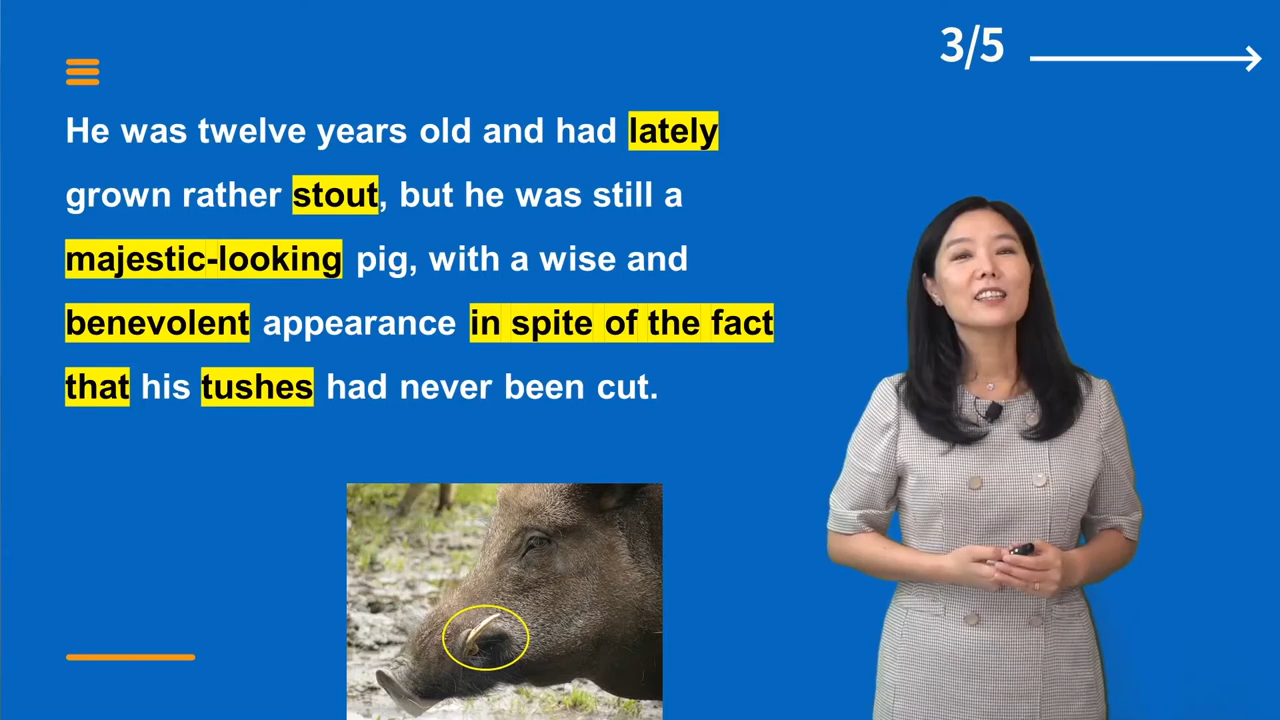 3/5
He was twelve years old and had lately
grown rather stout, but he was still a
majestic-looking pig, with a wise and
benevolent appearance in spite of the fact
that his tushes had never been cut.